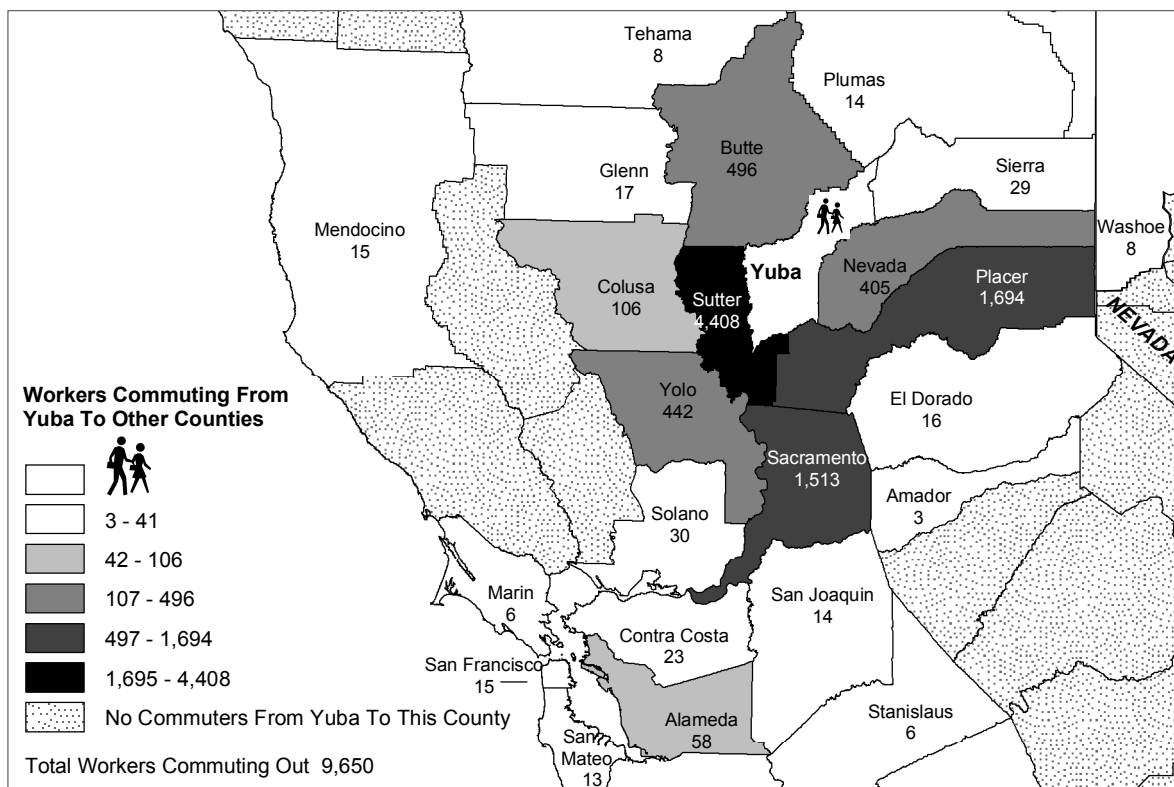 Tehama
8
Plumas
14
Butte
496
Glenn
17
Sierra
29
Mendocino
15
Washoe
8
Yuba
Nevada
405
Placer
1,694
Colusa
106
Sutter
4,408
NEVADA
Yolo
442
El Dorado
16
Sacramento
1,513
Amador
3
Solano
30
Marin
6
San Joaquin
14
Contra Costa
23
San Francisco
15
Alameda
58
Stanislaus
6
San
Mateo
13
Workers Commuting From
Yuba To Other Counties
3 - 41
42 - 106
107 - 496
497 - 1,694
1,695 - 4,408
No Commuters From Yuba To This County
Total Workers Commuting Out 9,650